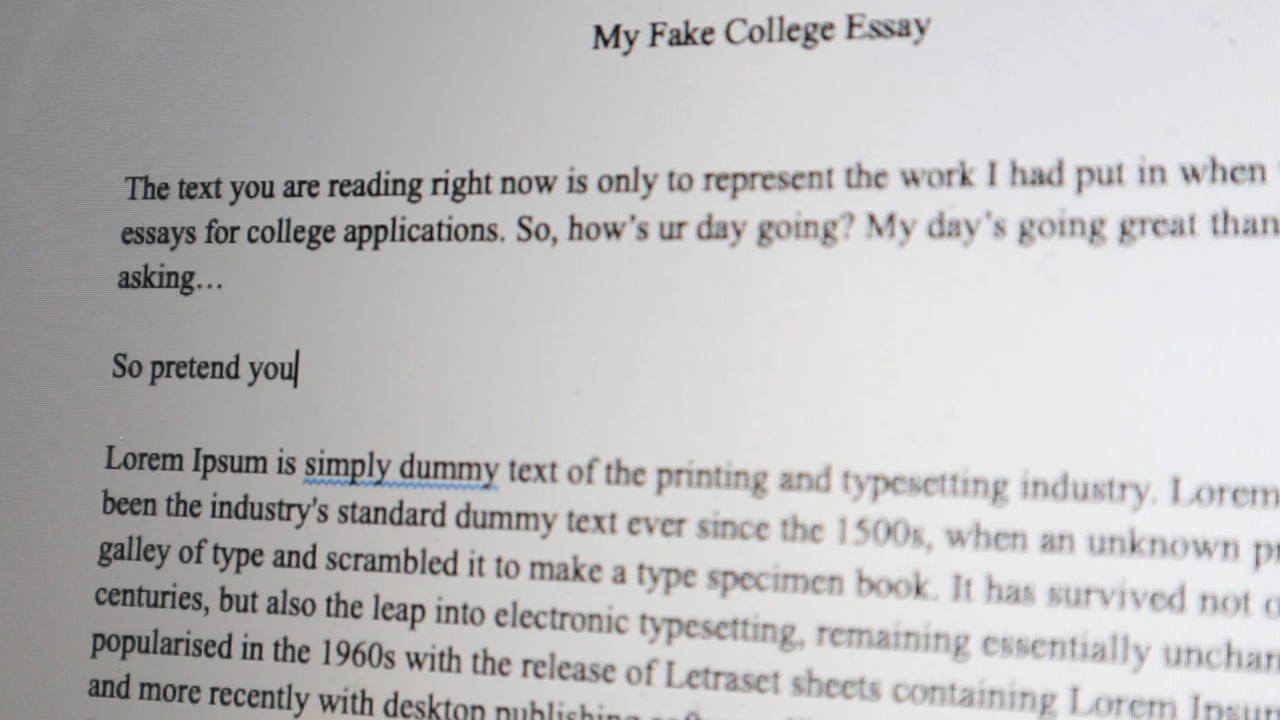 My Fake College Essay
The text you are reading right now is only to represent the work I had put in when
essays for college applications. So, how's ur day going? My day's going great than
asking...
So pretend you
Lorem Ipsum is simply dummy text of the printing and typesetting industry. Lorem
been the industry's standard dummy text ever since the 1500s, when an unknown pr
galley of type and scrambled it to make a type specimen book. It has survived not o
centuries, but also the leap into electronic typesetting, remaining essentially unchan
popularised in the 1960s with the release of Letraset sheets containing Lorem Ipsum
and more recently with desktop publishing